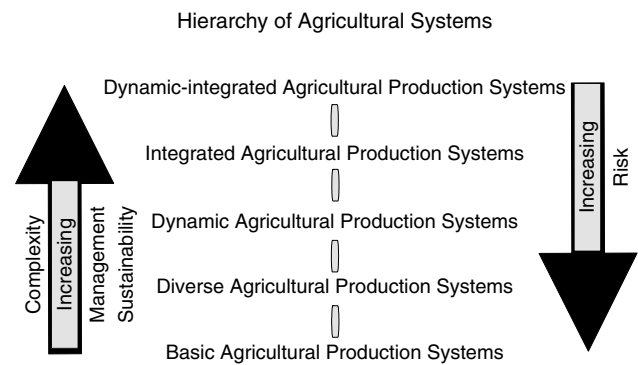 Hierarchy of Agricultural Systems
Dynamic-integrated Agricultural Production Systems
Integrated Agricultural Production Systems
Dynamic Agricultural Production Systems
Diverse Agricultural Production Systems
Basic Agricultural Production Systems
Complexity
Increasing
Management
Sustainability
Increasing
Risk